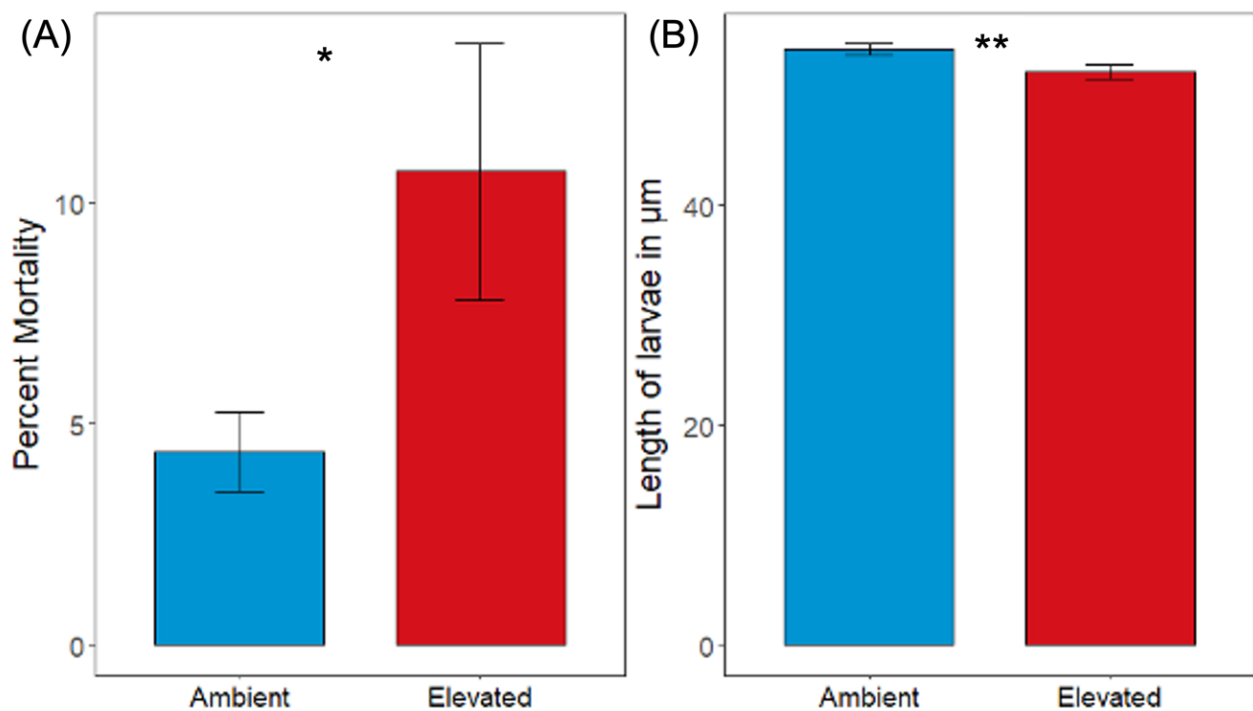 (A)
*
Percent Mortality
10
5
0
Ambient Elevated
(B)
**
Length of larvae in µm
40
20
0
Ambient Elevated